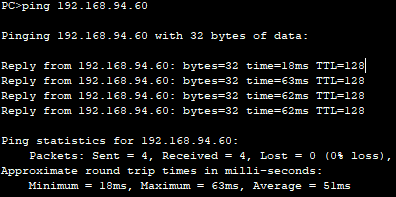 PC>ping 192.168.94.60
Pinging 192.168.94.60 with 32 bytes of data:
Reply from 192.168.94.60: bytes=32 time=18ms TTL=128
Reply from 192.168.94.60: bytes=32 time=63ms TTL=128
Reply from 192.168.94.60: bytes=32 time=62ms TTL=128
Reply from 192.168.94.60: bytes=32 time=62ms TTL=128
Ping statistics for 192.168.94.60:
Packets: Sent = 4, Received = 4, Lost = 0 (0% loss),
Approximate round trip times in milli-seconds:
Minimum = 18ms, Maximum = 63ms, Average = 51ms